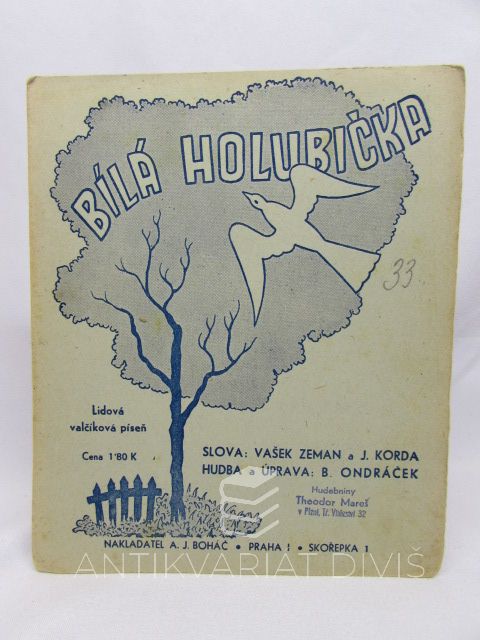 BÍLÁ HOLUBIČKA
33
Lidová
valčíková píseň
Cena 1'80 K
SLOVA: VAŠEK ZEMAN a J. KORDA
HUDBA a ÚPRAVA: B. ONDRÁČEK
Hudebniny
Theodor Mareš
v Plzni, Tř. Vítězství 32
NAKLADATEL A. J. BOHÁČ • PRAHA I • SKOŘEPKA 1
ANTIKVARIÁT DIVIŠ